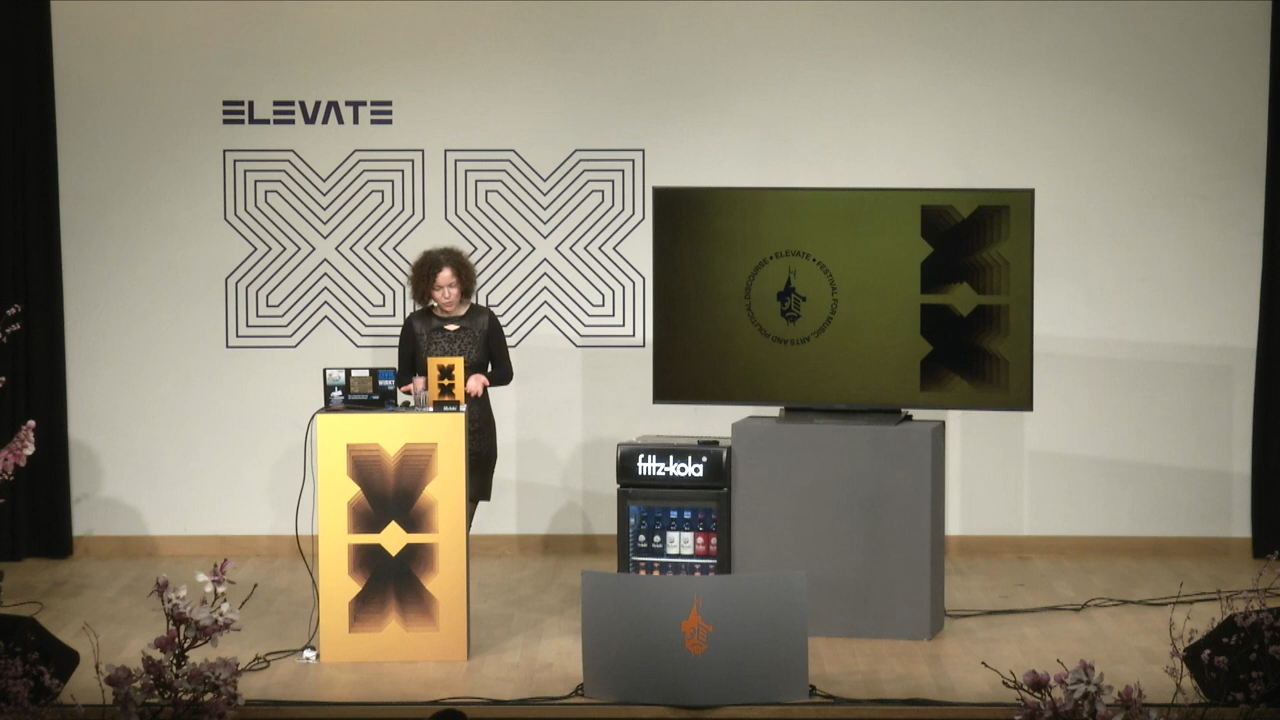 ELEVATE
DISCOURSE • ELEVATE • FESTIVAL FOR MUSIC, ARTS AND POLITICAL
fritz-kola®